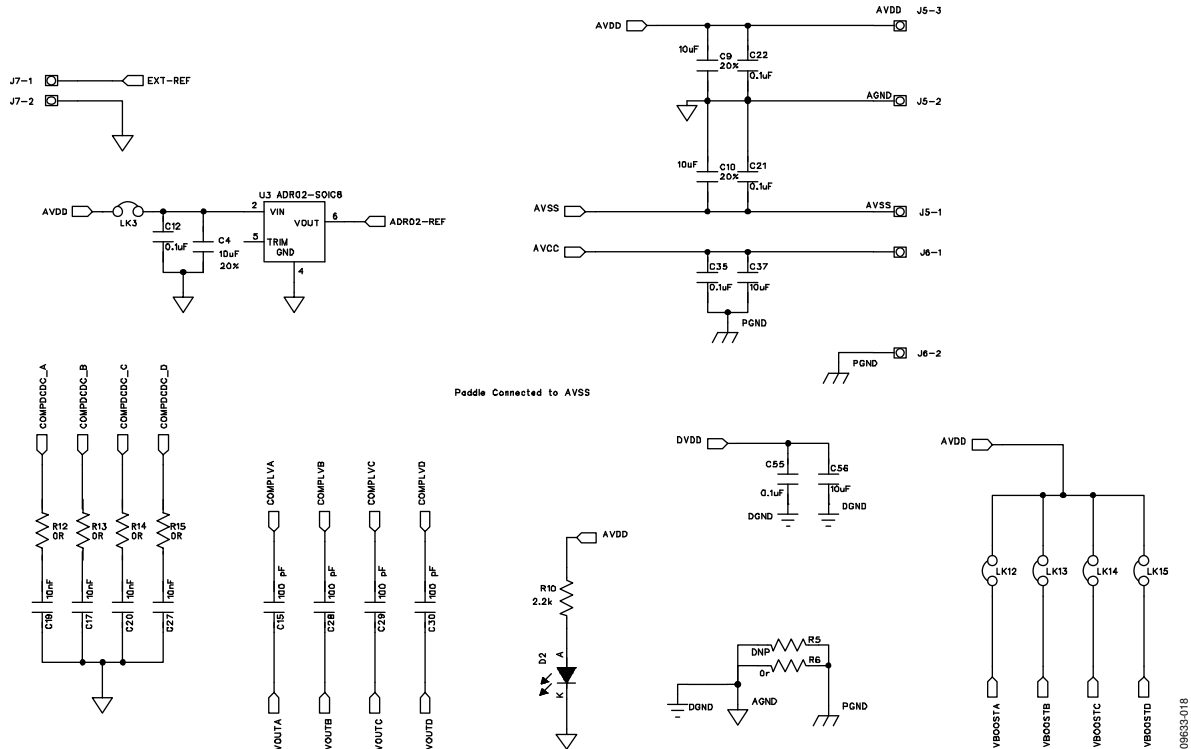 AVDD
AVDD
J5-3
10uF
C9
20%
C22
0.1uF
J7-1
EXT-REF
J7-2
AGND
J5-2
10uF
C10
20%
C21
0.1uF
U3 ADR02-SOIC8
AVDD
LK3
2
VIN
VOUT
6
ADR02-REF
5
TRIM
GND
4
C12
0.1uF
C4
10uF
20%
AVSS
AVSS
J5-1
AVCC
J6-1
C35
0.1uF
C37
10uF
PGND
PGND
J6-2
Paddle Connected to AVSS
COMPDCDC_A
COMPDCDC_B
COMPDCDC_C
COMPDCDC_D
R12
0R
R13
0R
R14
0R
R15
0R
10nF
10nF
10nF
10nF
C17
C20
C27
COMPLVA
COMPLVB
COMPLVC
COMPLVD
100 pF
100 pF
100 pF
100 pF
C15
C28
C29
C30
VOUTA
VOUTB
VOUTC
VOUTD
AVDD
R10
2.2k
D2
A
K
DVDD
C55
0.1uF
C56
10uF
DGND
DGND
R5
DNP
R6
0r
DGND
AGND
PGND
AVDD
LK12
LK13
LK14
LK15
VBOOSTA
VBOOSTB
VBOOSTC
VBOOSTD
09633-018